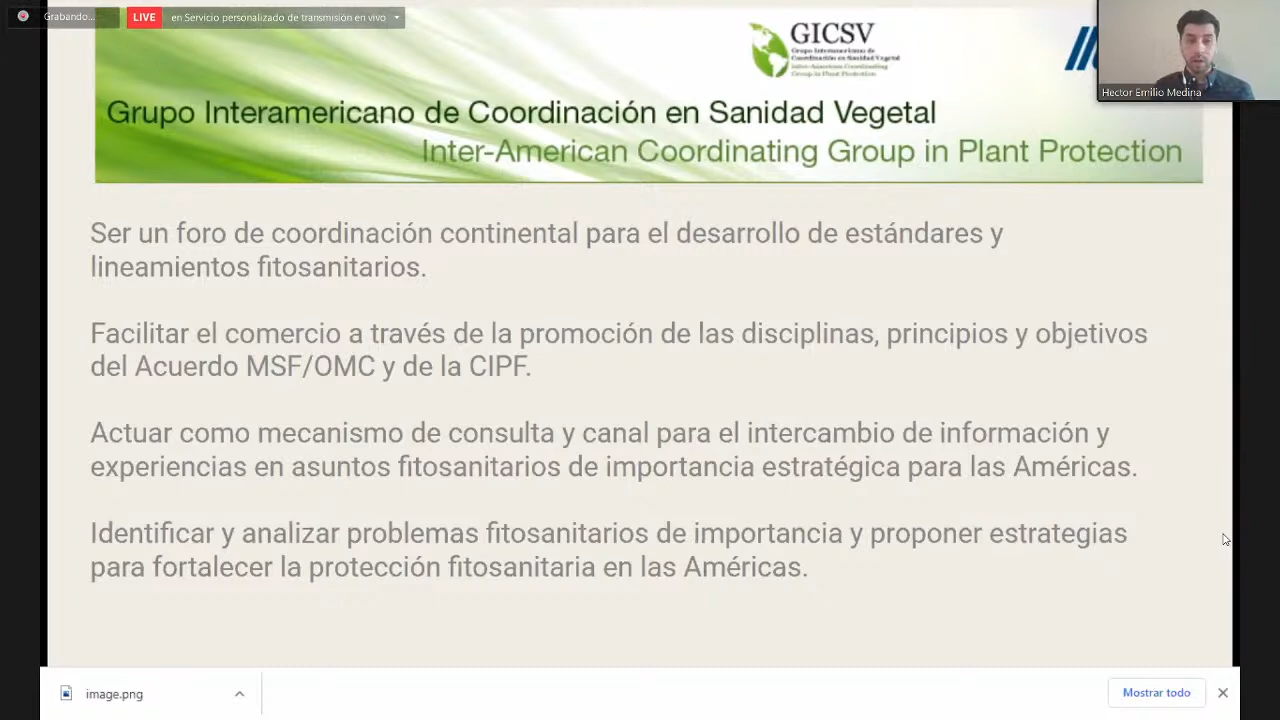 Grabando...
LIVE
en Servicio personalizado de transmisión en vivo
GICSV
Grupo Interamericano de
Coordinación en Sanidad Vegetal
Inter-American Coordinating
Group in Plant Protection
Hector Emilio Medina
Grupo Interamericano de Coordinación en Sanidad Vegetal
Inter-American Coordinating Group in Plant Protection
Ser un foro de coordinación continental para el desarrollo de estándares y
lineamientos fitosanitarios.
Facilitar el comercio a través de la promoción de las disciplinas, principios y objetivos
del Acuerdo MSF/OMC y de la CIPF.
Actuar como mecanismo de consulta y canal para el intercambio de información y
experiencias en asuntos fitosanitarios de importancia estratégica para las Américas.
Identificar y analizar problemas fitosanitarios de importancia y proponer estrategias
para fortalecer la protección fitosanitaria en las Américas.
image.png
Mostrar todo